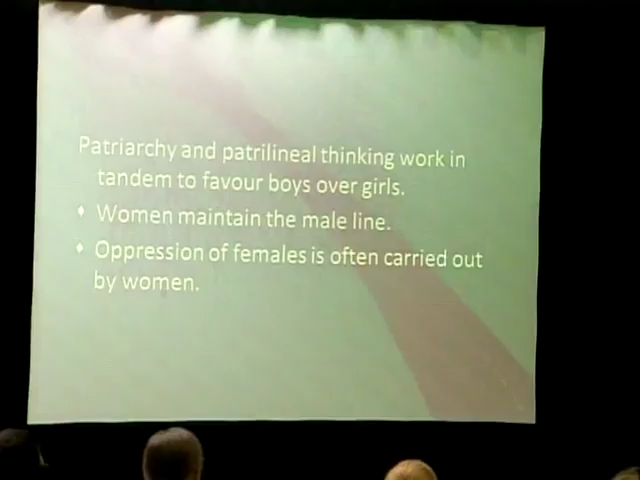 Patriarchy and patrilineal thinking work in
tandem to favour boys over girls.
• Women maintain the male line.
• Oppression of females is often carried out
by women.